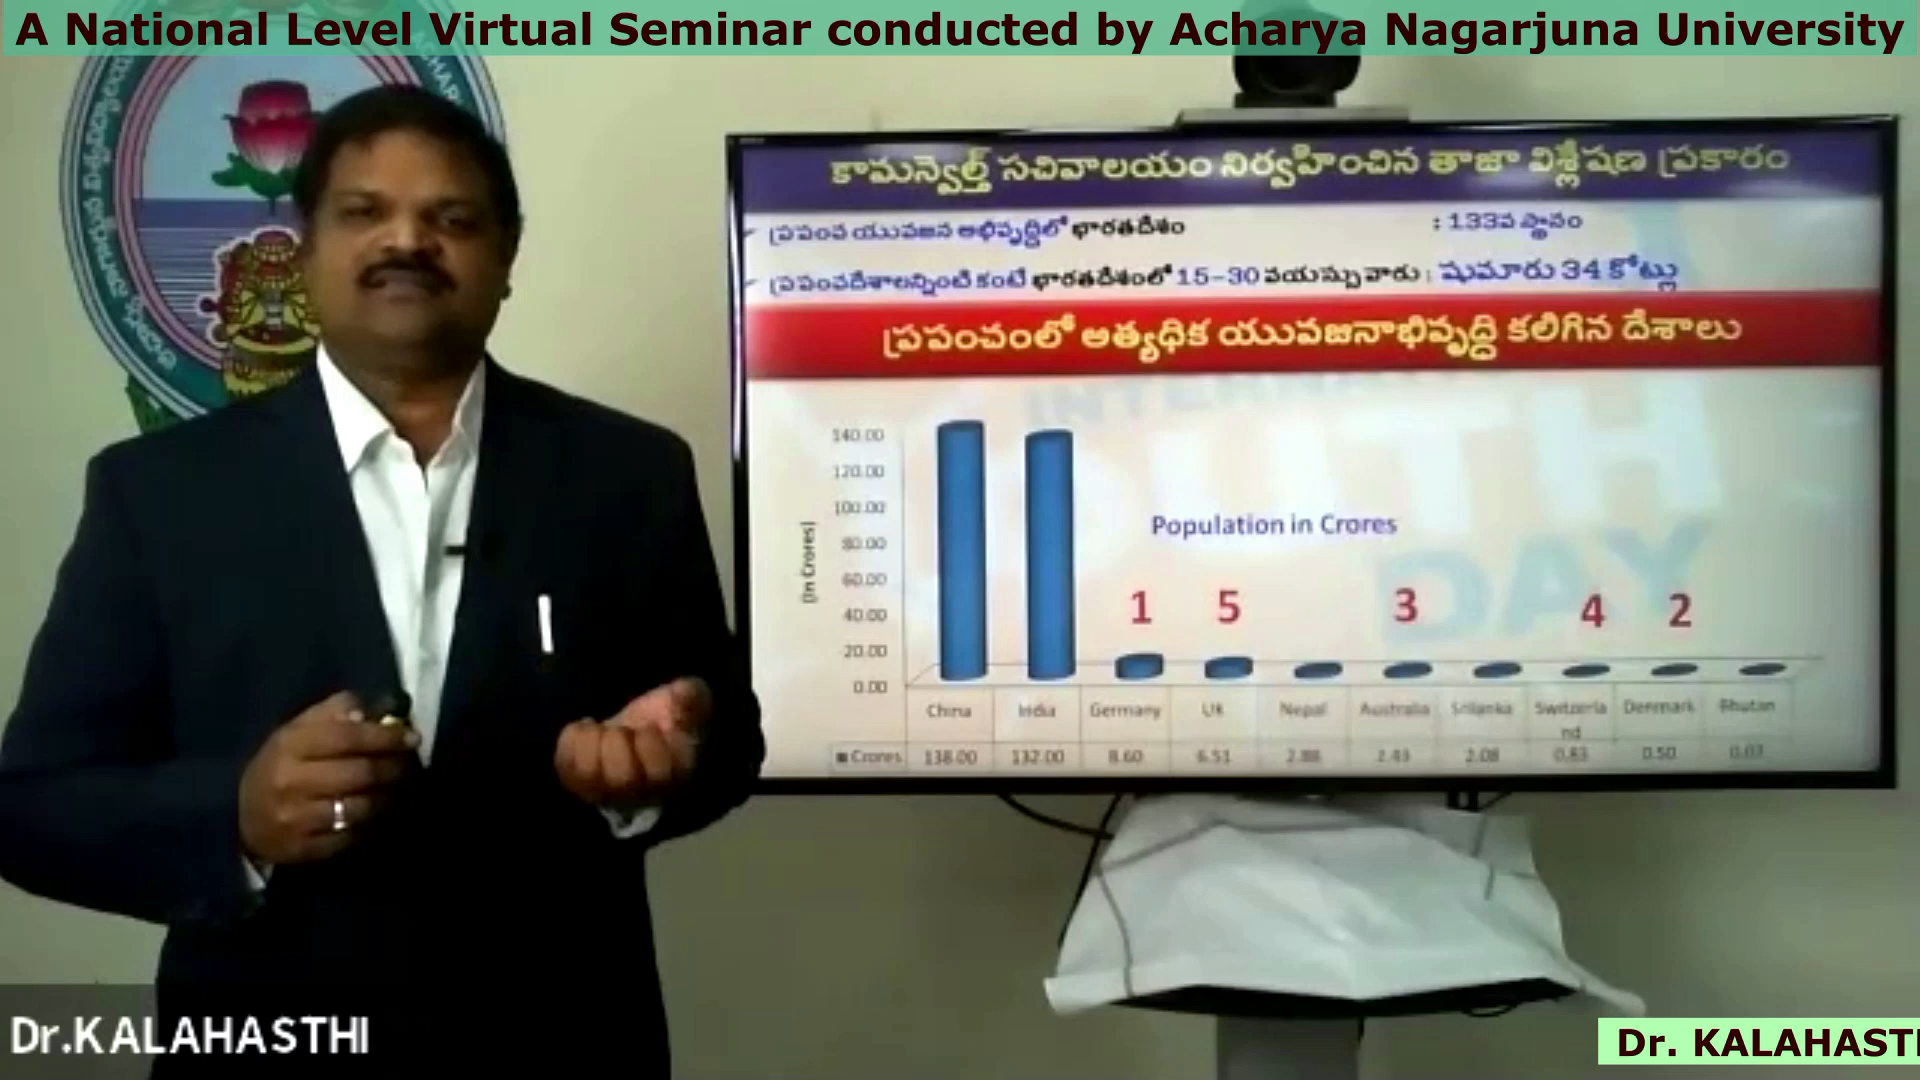 A National Level Virtual Seminar conducted by Acharya Nagarjuna University
కామన్వెల్త్ సచివాలయం నిర్వహించిన తాజా విశ్లేషణ ప్రకారం
ప్రపంచ యువజన అభివృద్ధిలో భారతదేశం : 133వ స్థానం
ప్రపంచదేశాలన్నింటి కంటే భారతదేశంలో 15-30 వయస్సు వారు : సుమారు 34 కోట్లు
ప్రపంచంలో అత్యధిక యువజనాభివృద్ధి కలిగిన దేశాలు
140.00
120.00
100.00
80.00
60.00
40.00
20.00
0.00
(In Crores)
Population in Crores
1 5 3 4 2
China India Germany UK Nepal Australia Srilanka Switzerla
nd Denmark Bhutan
Crores 138.00 132.00 8.60 6.51 2.88 2.43 2.08 0.83 0.50 0.07
YOUTH
DAY
Dr.KALAHASTHI
Dr. KALAHASTI